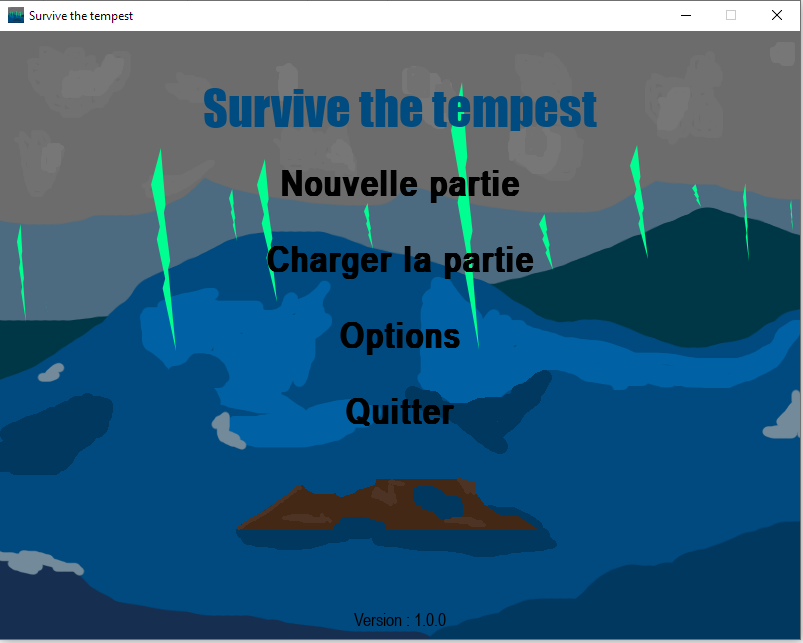 Survive the tempest
Survive the tempest
Nouvelle partie
Charger la partie
Options
Quitter
Version : 1.0.0